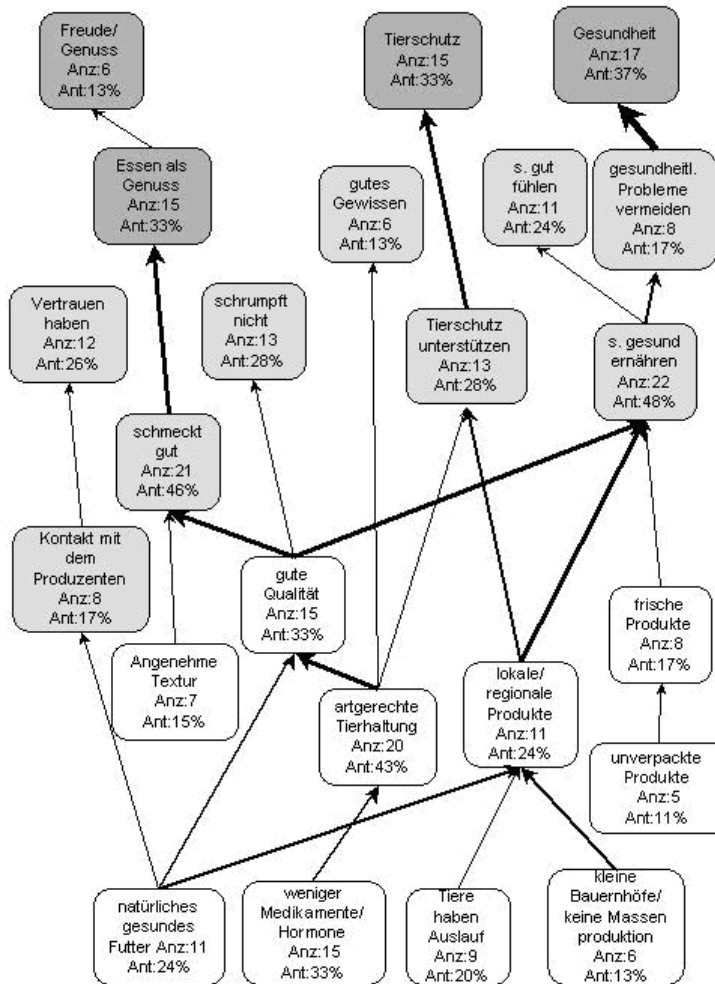 Freude/
Genuss
Anz:6
Ant:13%
Tierschutz
Anz:15
Ant:33%
Gesundheit
Anz:17
Ant:37%
Essen als
Genuss
Anz:15
Ant:33%
gutes
Gewissen
Anz:6
Ant:13%
s. gut
fühlen
Anz:11
Ant:24%
gesundheitl.
Probleme
vermeiden
Anz:8
Ant:17%
Vertrauen
haben
Anz:12
Ant:26%
schrumpft
nicht
Anz:13
Ant:28%
Tierschutz
unterstützen
Anz:13
Ant:28%
s. gesund
ernähren
Anz:22
Ant:48%
schmeckt
gut
Anz:21
Ant:46%
Kontakt mit
dem
Produzenten
Anz:8
Ant:17%
gute
Qualität
Anz:15
Ant:33%
frische
Produkte
Anz:8
Ant:17%
Angenehme
Textur
Anz:7
Ant:15%
artgerechte
Tierhaltung
Anz:20
Ant:43%
lokale/
regionale
Produkte
Anz:11
Ant:24%
unverpackte
Produkte
Anz:5
Ant:11%
natürliches
gesundes
Futter Anz:11
Ant:24%
weniger
Medikamente/
Hormone
Anz:15
Ant:33%
Tiere
haben
Auslauf
Anz:9
Ant:20%
kleine
Bauernhöfe/
keine Massen
produktion
Anz:6
Ant:13%